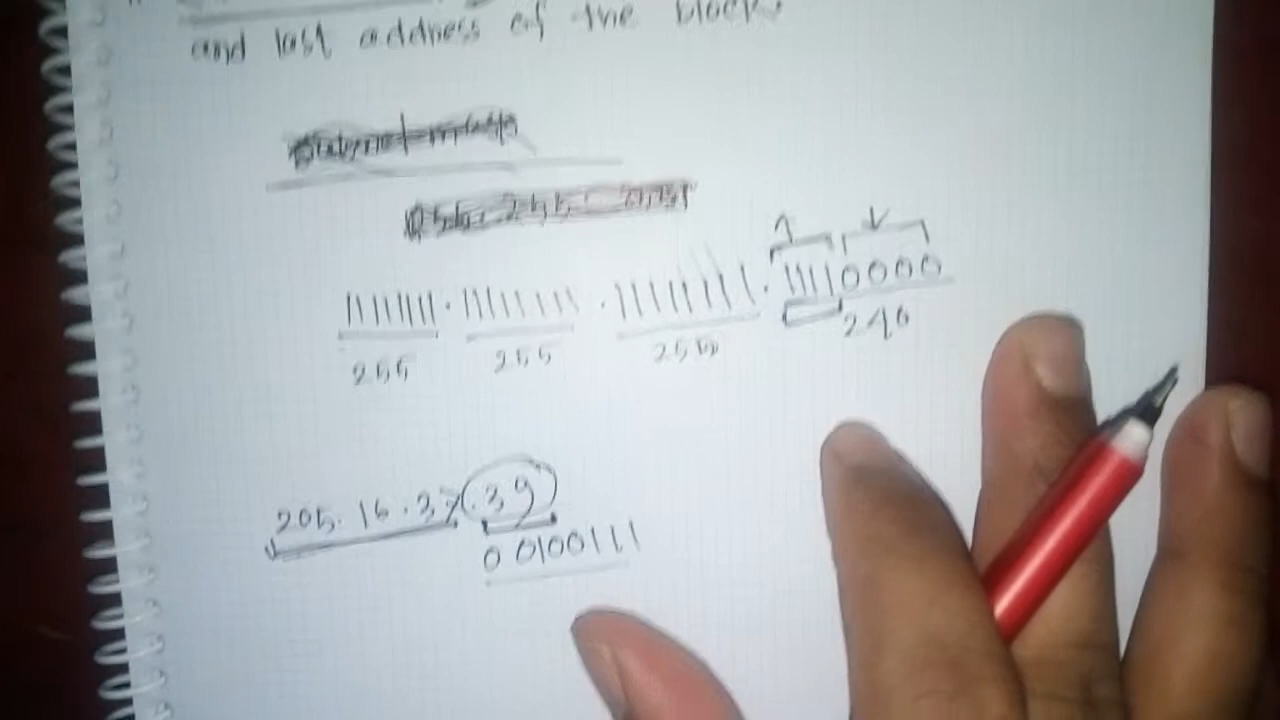 and last address of the block.
11111111.11111111.11111111.11110000
255 255 255 240
205.16.37.39
00100111